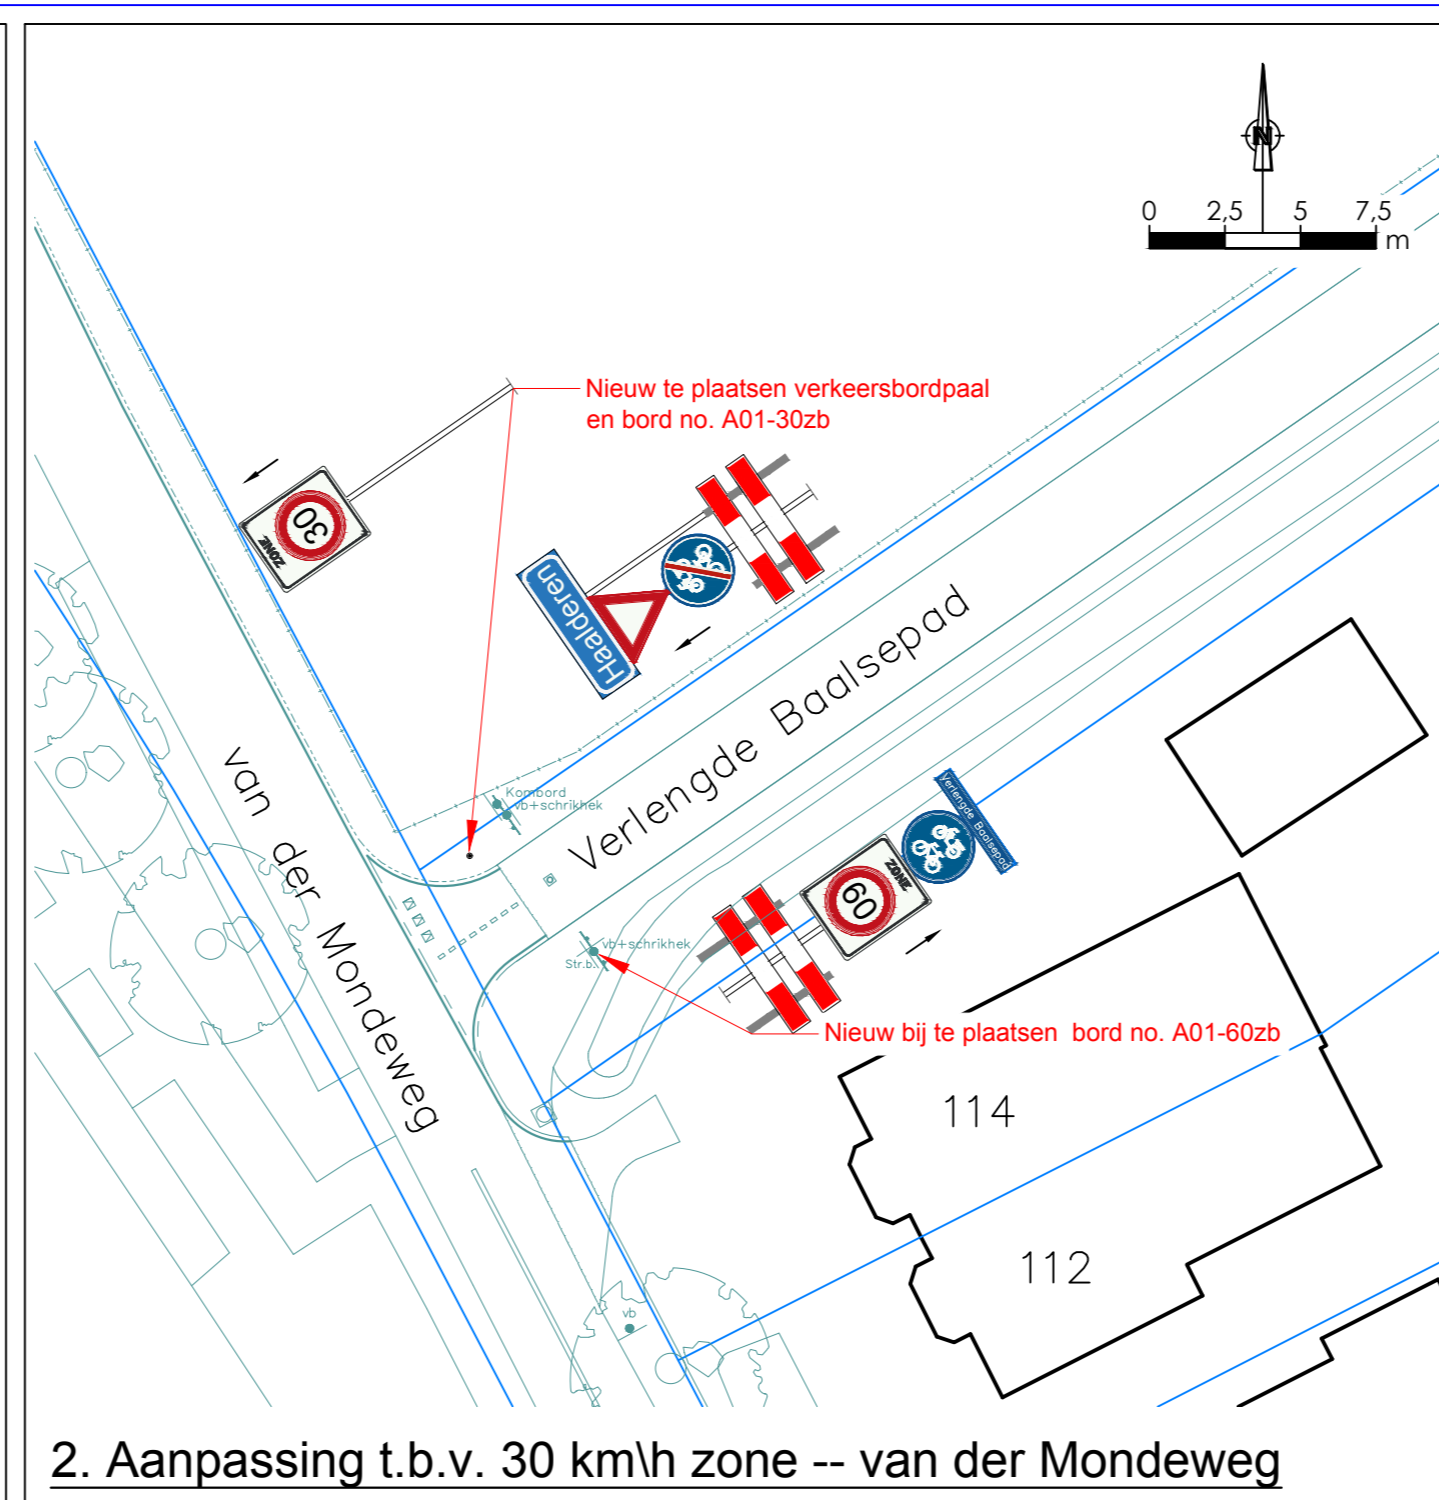 N
0 2,5 5 7,5
m
Nieuw te plaatsen verkeersbordpaal
en bord no. A01-30zb
30
ZONE
Haalderen
Verlengde Baalsepad
van der Mondeweg
Kombord
vb+schrikhek
Verlengde Baalsepad
ZONE
60
vb+schrikhek
Str.b.
Nieuw bij te plaatsen bord no. A01-60zb
114
112
vb
2. Aanpassing t.b.v. 30 km\h zone -- van der Mondeweg